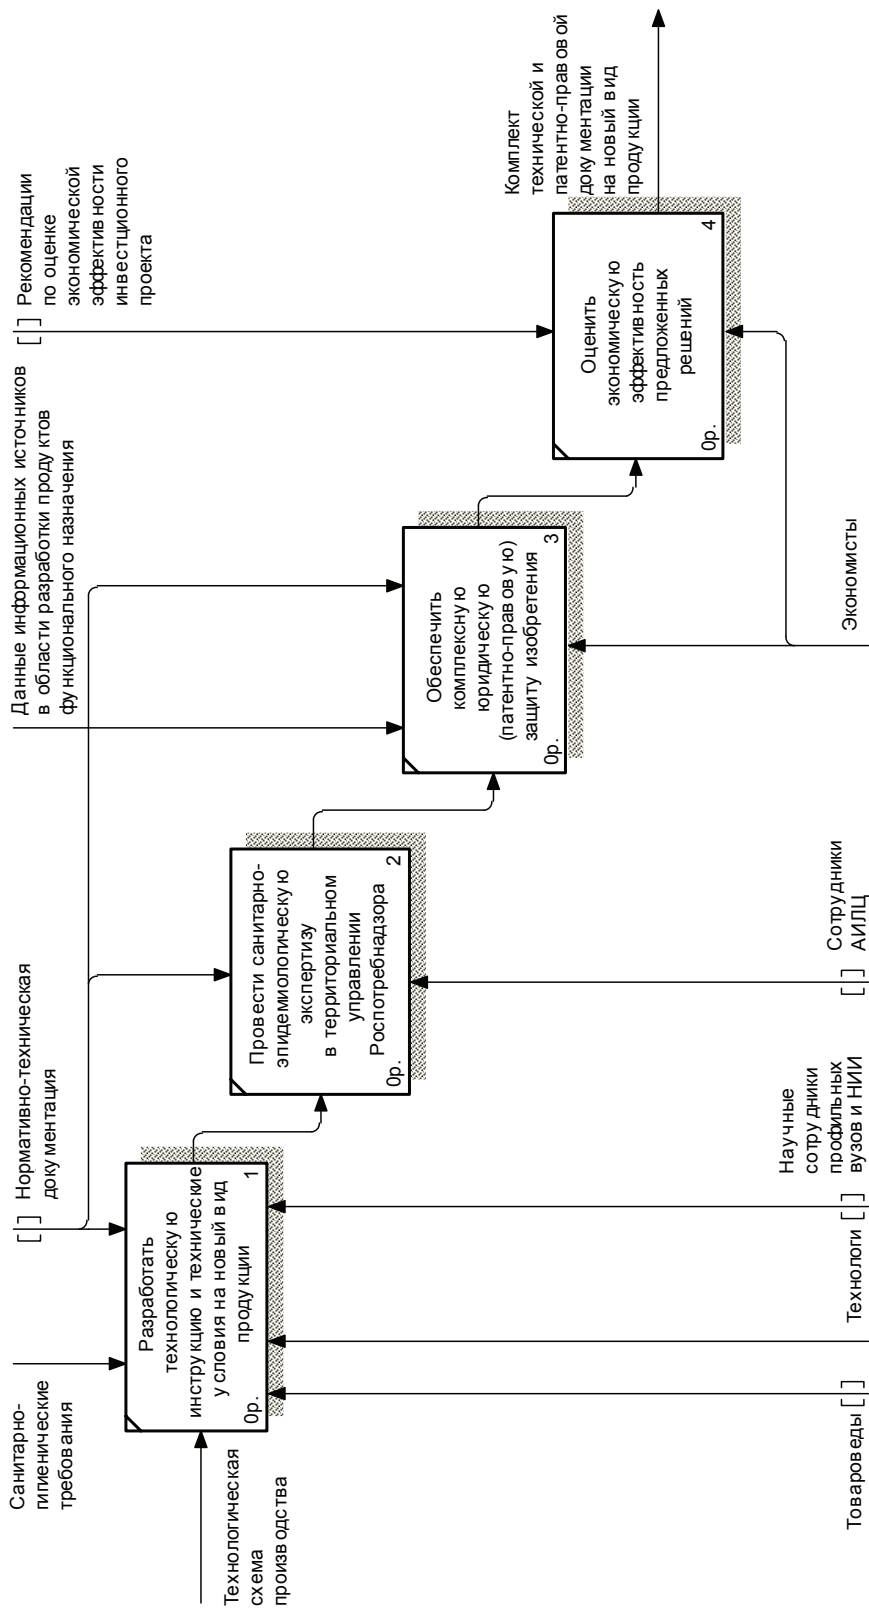 Санитарно-
гигиенические
требования
[ ] Нормативно-техническая
документация
Данные информационных источников
в области разработки продуктов
функционального назначения
[ ] Рекомендации
по оценке
экономической
эффективности
инвестционного
проекта
Технологическая
схема
производства
Разработать
технологическую
инструкцию и технические
условия на новый вид
продукции
0р.
1
Провести санитарно-
эпидемиологическую
экспертизу
в территориальном
управлении
Роспотребнадзора
0р.
2
Обеспечить
комплексную
юридическую
(патентно-правовую)
защиту изобретения
0р.
3
Оценить
экономическую
эффективность
предложенных
решений
0р.
4
Комплект
технической и
патентно-правовой
документации
на новый вид
продукции
Товароведы [ ]
Технологи
[ ] Научные
сотрудники
профильных
вузов и НИИ
[ ] Сотрудники
АИЛЦ
Экономисты